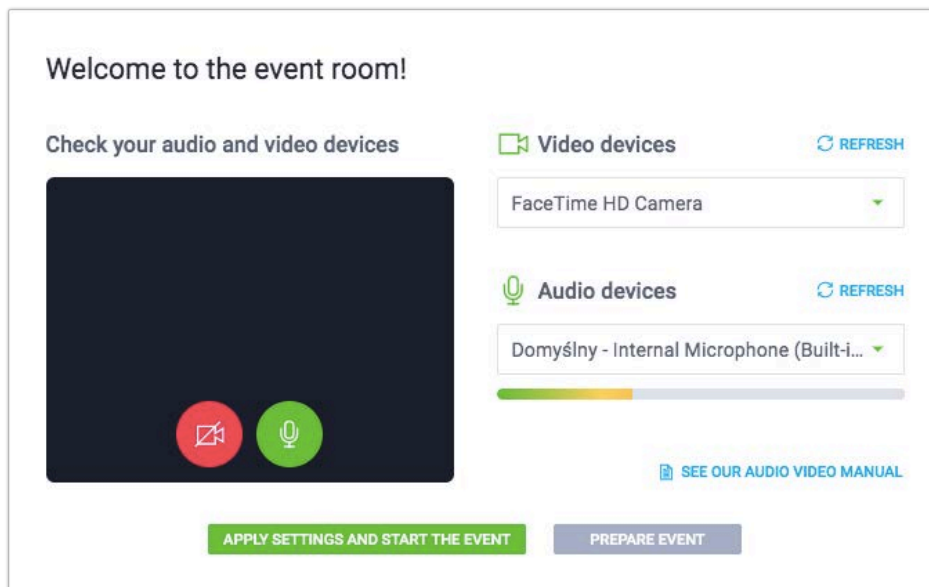 Welcome to the event room!
Check your audio and video devices
Video devices
REFRESH
FaceTime HD Camera
Audio devices
REFRESH
Domyślny - Internal Microphone (Built-i...
SEE OUR AUDIO VIDEO MANUAL
APPLY SETTINGS AND START THE EVENT
PREPARE EVENT